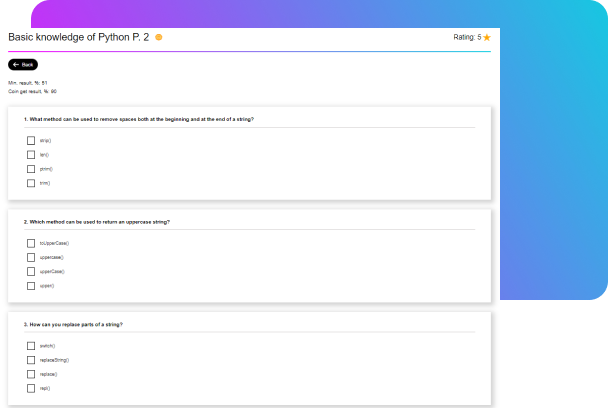 Basic knowledge of Python P. 2
Rating: 5
Back
Min. result, %: 51
Coin get result, %: 90
1. What method can be used to remove spaces both at the beginning and at the end of a string?
strip()
len()
ptrim()
trim()
2. Which method can be used to return an uppercase string?
toUpperCase()
uppercase()
upperCase()
upper()
3. How can you replace parts of a string?
switch()
replaceString()
replace()
repl()